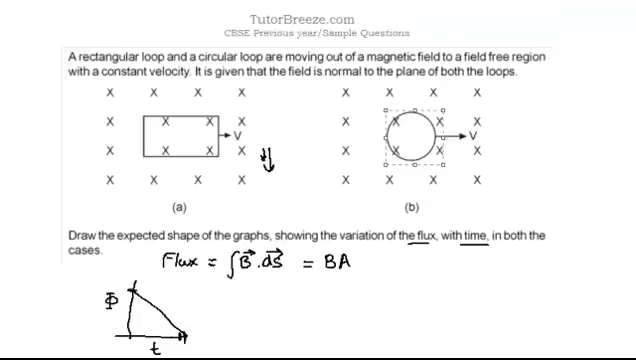 TutorBreeze.com
CBSE Previous year/Sample Questions
A rectangular loop and a circular loop are moving out of a magnetic field to a field free region
with a constant velocity. It is given that the field is normal to the plane of both the loops.
X X X X X X X X
X X X X X X X X
V V
X X X X X X X X
X X X X X X X X
(a) (b)
Draw the expected shape of the graphs, showing the variation of the flux, with time, in both the
cases.
Flux = ∫B⃗.dS⃗ = BA
Φ
t